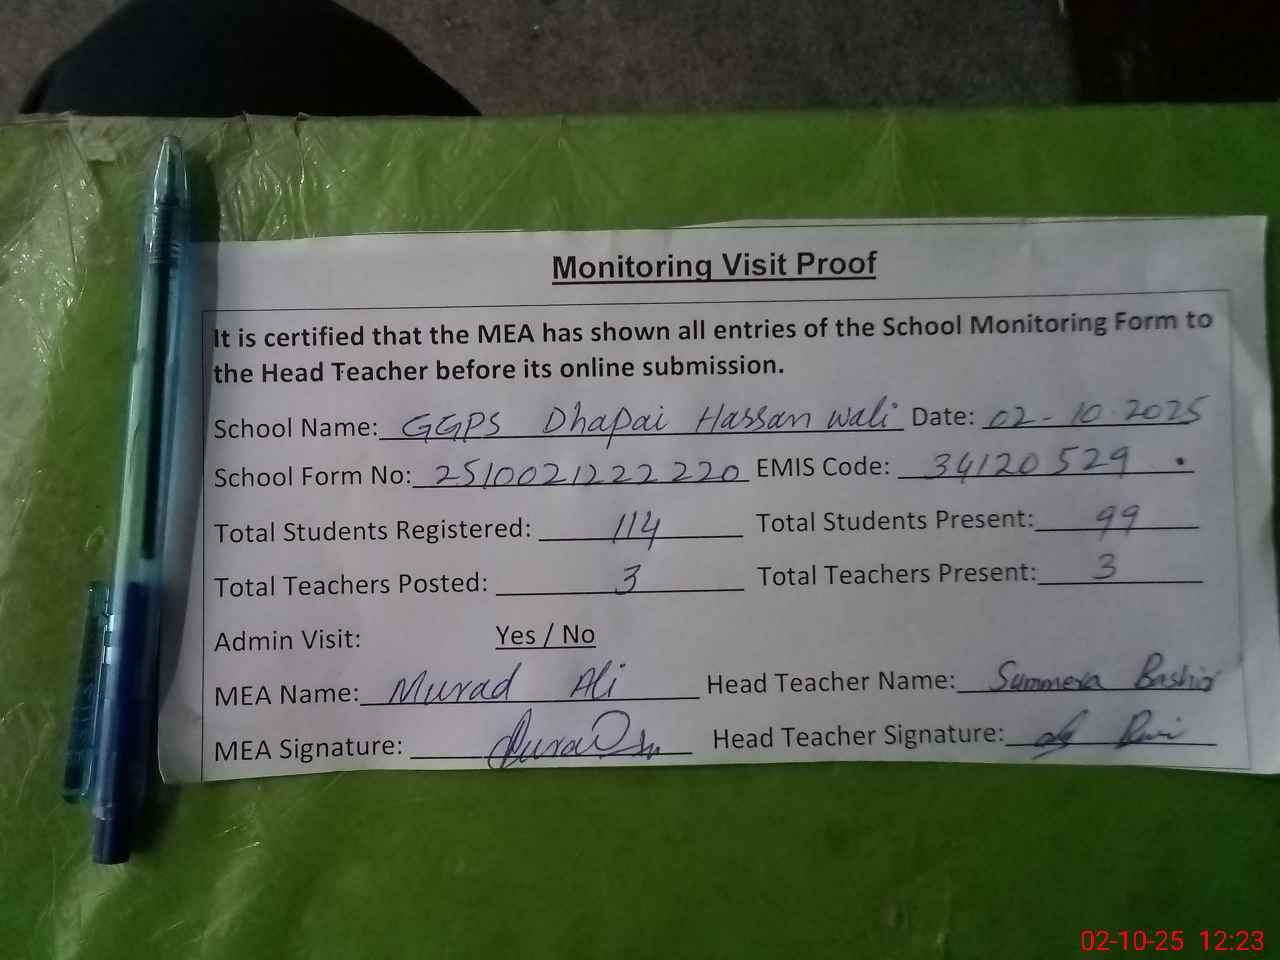 Monitoring Visit Proof
It is certified that the MEA has shown all entries of the School Monitoring Form to
the Head Teacher before its online submission.
School Name: GGPS Dhapai Hassan wali Date: 02-10-2025
School Form No: 2510021222220 EMIS Code: 34120529
Total Students Registered: 114 Total Students Present: 99
Total Teachers Posted: 3 Total Teachers Present: 3
Admin Visit: Yes / No
MEA Name: Murad Ali Head Teacher Name: Summera Bashir
MEA Signature: Head Teacher Signature:
02-10-25 12:23